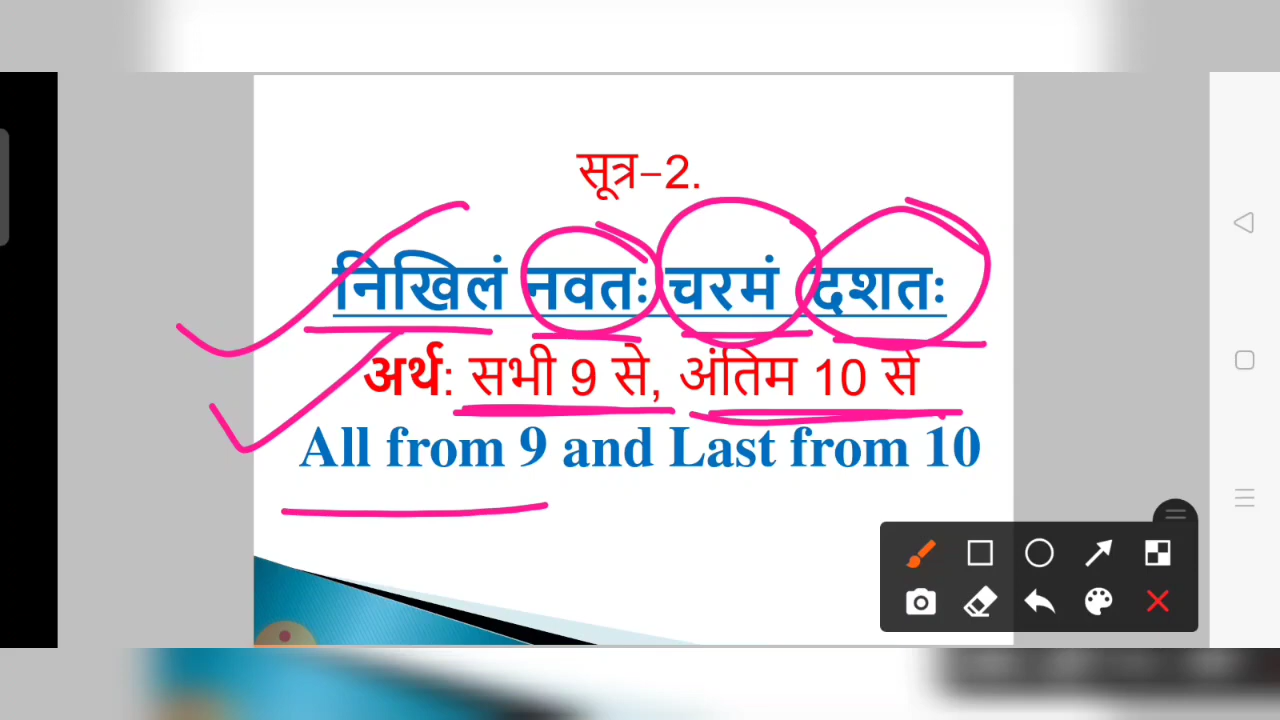 सूत्र–2.
निखिलं नवतः चरमं दशतः
अर्थ: सभी 9 से, अंतिम 10 से
All from 9 and Last from 10